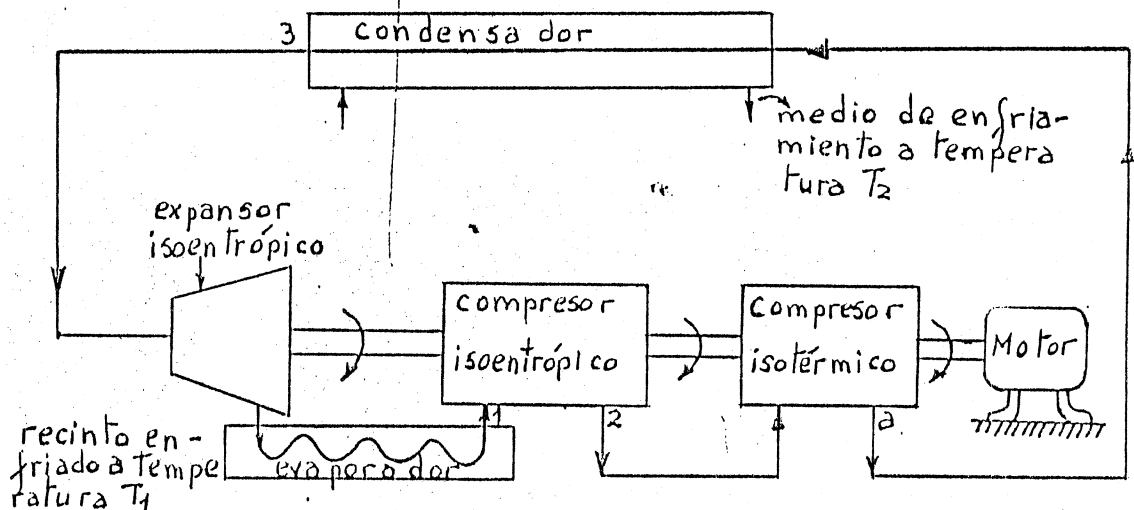 3
condensador
medio de enfria-
miento a tempera
tura T2
expansor
isoentrópico
compresor
isoentrópico
compresor
isotérmico
Motor
1
2
a
recinto en-
friado a tempe
ratura T1
evaporador